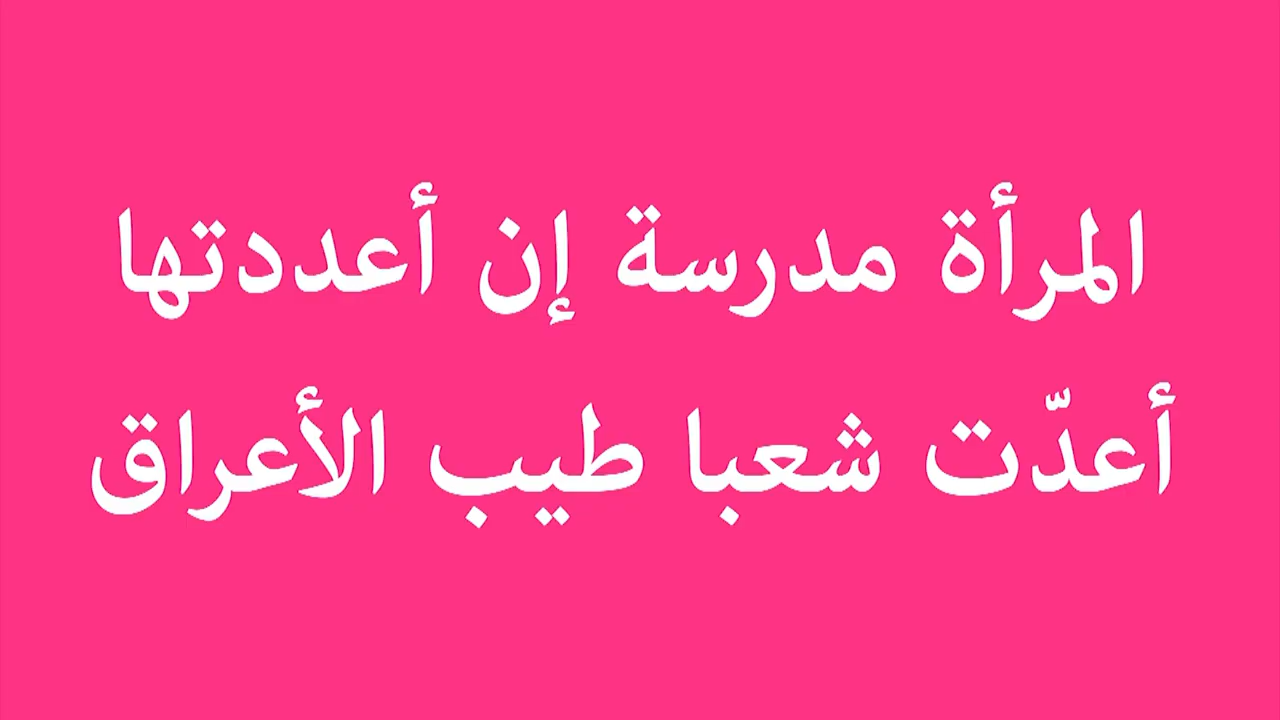 المرأة مدرسة إن أعددتها
أعدّت شعبا طيب الأعراق